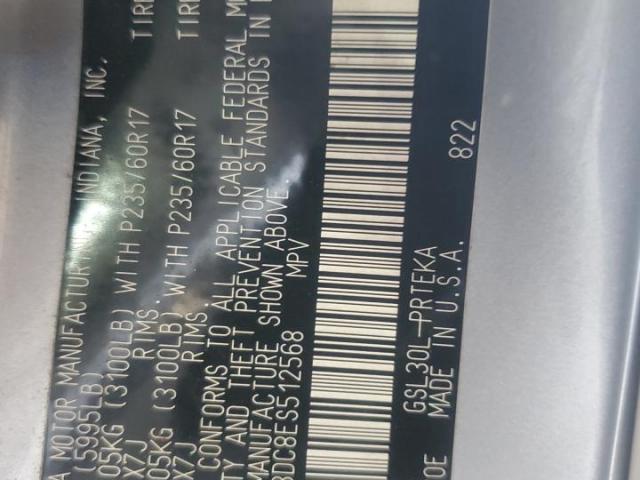 A MOTOR MANUFACTURING, INDIANA, INC.
(5995LB)
05KG (3100LB) WITH P235/60R17 TIRE
X7J RIMS.
05KG (3100LB) WITH P235/60R17 TIRE
X7J RIMS.
CONFORMS TO ALL APPLICABLE FEDERAL M
TY AND THEFT PREVENTION STANDARDS IN
MANUFACTURE SHOWN ABOVE.
DC8ES512568 MPV
GSL30L-PRTEKA 822
OE MADE IN U.S.A.